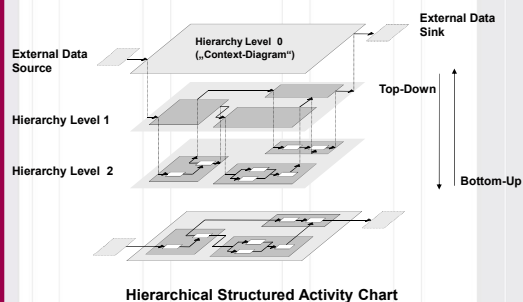 External Data
Sink
Hierarchy Level 0
(„Context-Diagram“)
External Data
Source
Top-Down
Hierarchy Level 1
Hierarchy Level 2
Bottom-Up
Hierarchical Structured Activity Chart